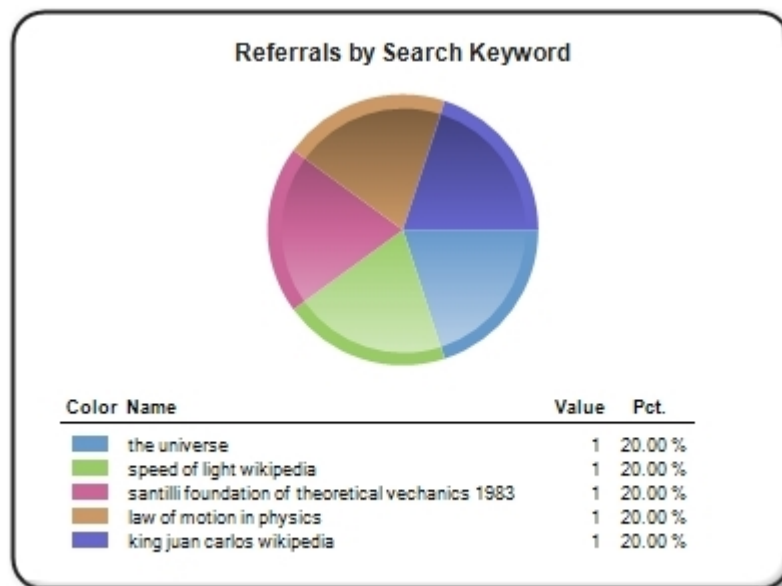 Referrals by Search Keyword
Color Name Value Pct.
the universe 1 20.00 %
speed of light wikipedia 1 20.00 %
santilli foundation of theoretical vechanics 1983 1 20.00 %
law of motion in physics 1 20.00 %
king juan carlos wikipedia 1 20.00 %